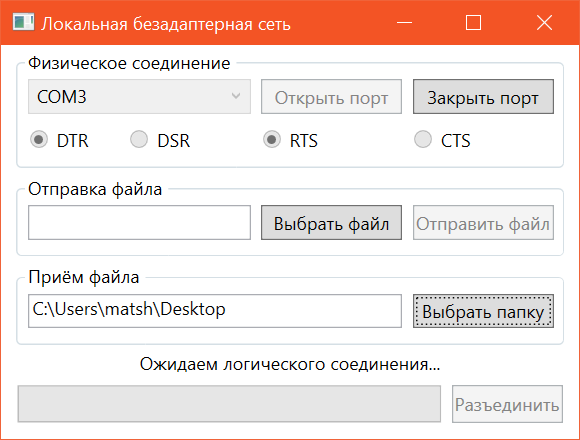 Локальная безадаптерная сеть
Физическое соединение
COM3 Открыть порт Закрыть порт
DTR DSR RTS CTS
Отправка файла
Выбрать файл Отправить файл
Приём файла
C:\Users\matsh\Desktop Выбрать папку
Ожидаем логического соединения...
Разъединить